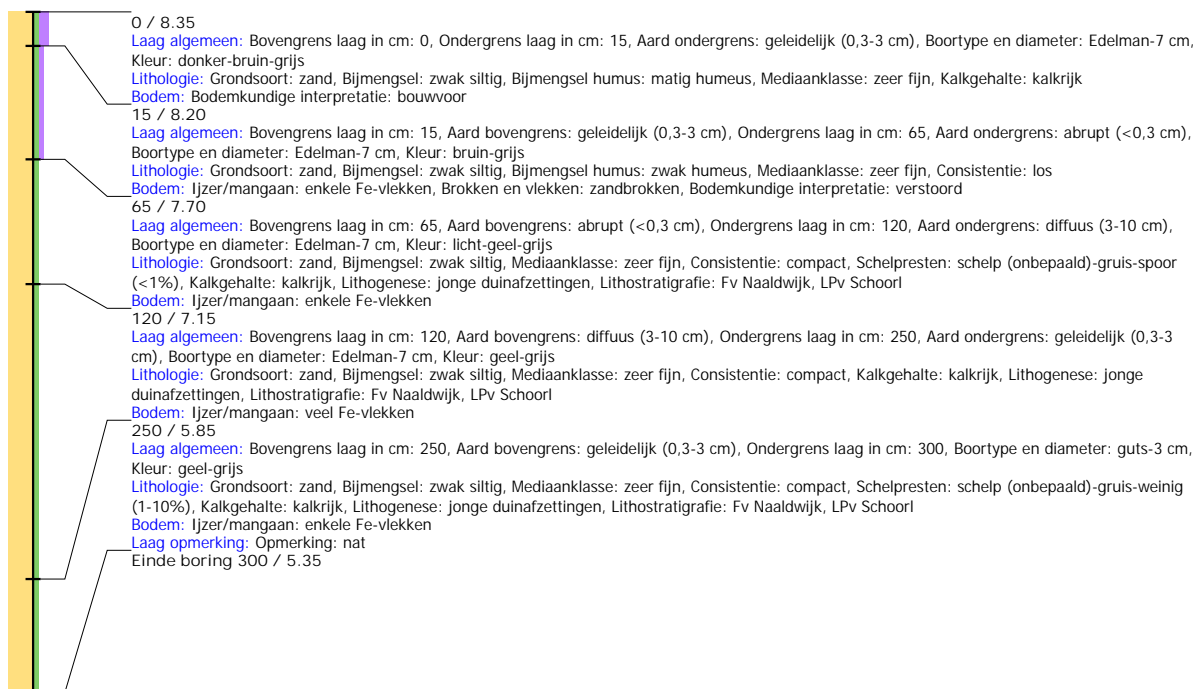 0 / 8.35
Laag algemeen: Bovengrens laag in cm: 0, Ondergrens laag in cm: 15, Aard ondergrens: geleidelijk (0,3-3 cm), Boortype en diameter: Edelman-7 cm,
Kleur: donker-bruin-grijs
Lithologie: Grondsoort: zand, Bijmengsel: zwak siltig, Bijmengsel humus: matig humeus, Mediaanklasse: zeer fijn, Kalkgehalte: kalkrijk
Bodem: Bodemkundige interpretatie: bouwvoor
15 / 8.20
Laag algemeen: Bovengrens laag in cm: 15, Aard bovengrens: geleidelijk (0,3-3 cm), Ondergrens laag in cm: 65, Aard ondergrens: abrupt (<0,3 cm),
Boortype en diameter: Edelman-7 cm, Kleur: bruin-grijs
Lithologie: Grondsoort: zand, Bijmengsel: zwak siltig, Bijmengsel humus: zwak humeus, Mediaanklasse: zeer fijn, Consistentie: los
Bodem: Ijzer/mangaan: enkele Fe-vlekken, Brokken en vlekken: zandbrokken, Bodemkundige interpretatie: verstoord
65 / 7.70
Laag algemeen: Bovengrens laag in cm: 65, Aard bovengrens: abrupt (<0,3 cm), Ondergrens laag in cm: 120, Aard ondergrens: diffuus (3-10 cm),
Boortype en diameter: Edelman-7 cm, Kleur: licht-geel-grijs
Lithologie: Grondsoort: zand, Bijmengsel: zwak siltig, Mediaanklasse: zeer fijn, Consistentie: compact, Schelpresten: schelp (onbepaald)-gruis-spoor
(<1%), Kalkgehalte: kalkrijk, Lithogenese: jonge duinafzettingen, Lithostratigrafie: Fv Naaldwijk, LPv Schoorl
Bodem: Ijzer/mangaan: enkele Fe-vlekken
120 / 7.15
Laag algemeen: Bovengrens laag in cm: 120, Aard bovengrens: diffuus (3-10 cm), Ondergrens laag in cm: 250, Aard ondergrens: geleidelijk (0,3-3
cm), Boortype en diameter: Edelman-7 cm, Kleur: geel-grijs
Lithologie: Grondsoort: zand, Bijmengsel: zwak siltig, Mediaanklasse: zeer fijn, Consistentie: compact, Kalkgehalte: kalkrijk, Lithogenese: jonge
duinafzettingen, Lithostratigrafie: Fv Naaldwijk, LPv Schoorl
Bodem: Ijzer/mangaan: veel Fe-vlekken
250 / 5.85
Laag algemeen: Bovengrens laag in cm: 250, Aard bovengrens: geleidelijk (0,3-3 cm), Ondergrens laag in cm: 300, Boortype en diameter: guts-3 cm,
Kleur: geel-grijs
Lithologie: Grondsoort: zand, Bijmengsel: zwak siltig, Mediaanklasse: zeer fijn, Consistentie: compact, Schelpresten: schelp (onbepaald)-gruis-weinig
(1-10%), Kalkgehalte: kalkrijk, Lithogenese: jonge duinafzettingen, Lithostratigrafie: Fv Naaldwijk, LPv Schoorl
Bodem: Ijzer/mangaan: enkele Fe-vlekken
Laag opmerking: Opmerking: nat
Einde boring 300 / 5.35